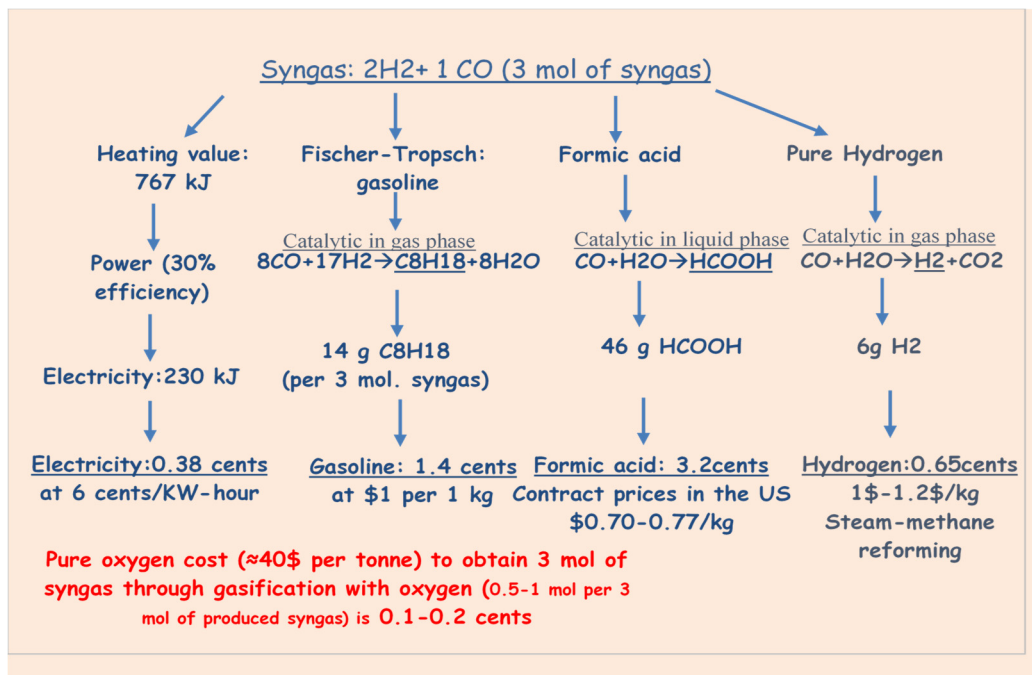 Syngas: 2H2+ 1 CO (3 mol of syngas)
Heating value:
767 kJ
Power (30%
efficiency)
Electricity:230 kJ
Electricity:0.38 cents
at 6 cents/KW-hour
Fischer-Tropsch:
gasoline
Catalytic in gas phase
8CO+17H2→C8H18+8H2O
14 g C8H18
(per 3 mol. syngas)
Gasoline: 1.4 cents
at $1 per 1 kg
Formic acid
Catalytic in liquid phase
CO+H2O→HCOOH
46 g HCOOH
Formic acid: 3.2cents
Contract prices in the US
$0.70-0.77/kg
Pure Hydrogen
Catalytic in gas phase
CO+H2O→H2+CO2
6g H2
Hydrogen:0.65cents
1$-1.2$/kg
Steam-methane
reforming
Pure oxygen cost (≈40$ per tonne) to obtain 3 mol of
syngas through gasification with oxygen (0.5-1 mol per 3
mol of produced syngas) is 0.1-0.2 cents